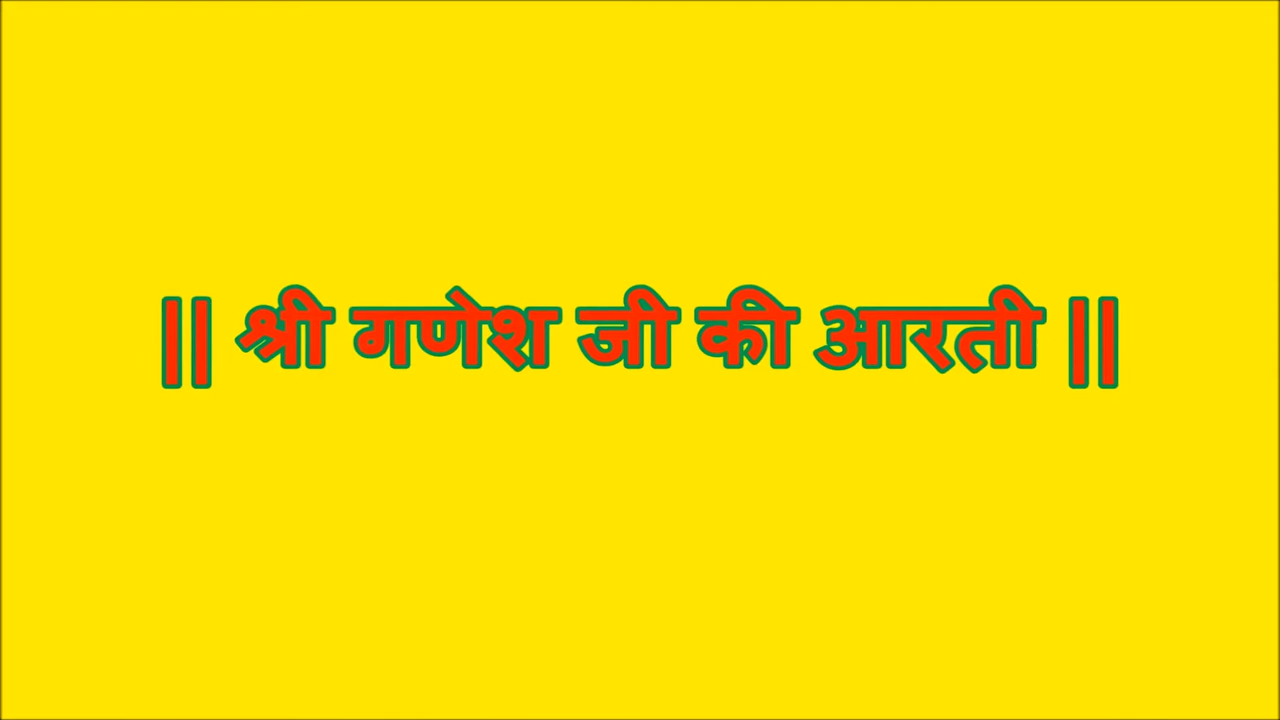 || श्री गणेश जी की आरती ||